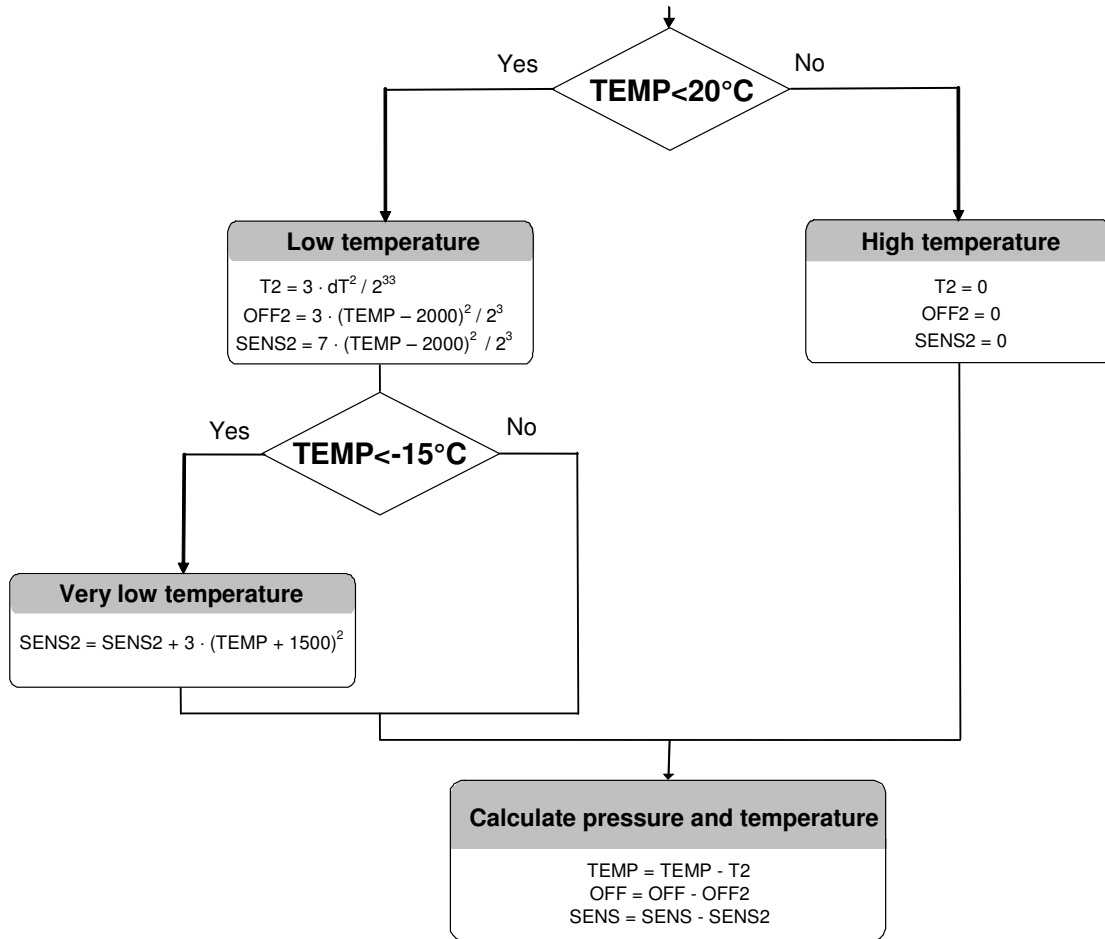 Yes
No
TEMP<20°C
Low temperature
T2 = 3 · dT² / 2³³
OFF2 = 3 · (TEMP – 2000)² / 2³
SENS2 = 7 · (TEMP – 2000)² / 2³
High temperature
T2 = 0
OFF2 = 0
SENS2 = 0
Yes
No
TEMP<-15°C
Very low temperature
SENS2 = SENS2 + 3 · (TEMP + 1500)²
Calculate pressure and temperature
TEMP = TEMP - T2
OFF = OFF - OFF2
SENS = SENS - SENS2